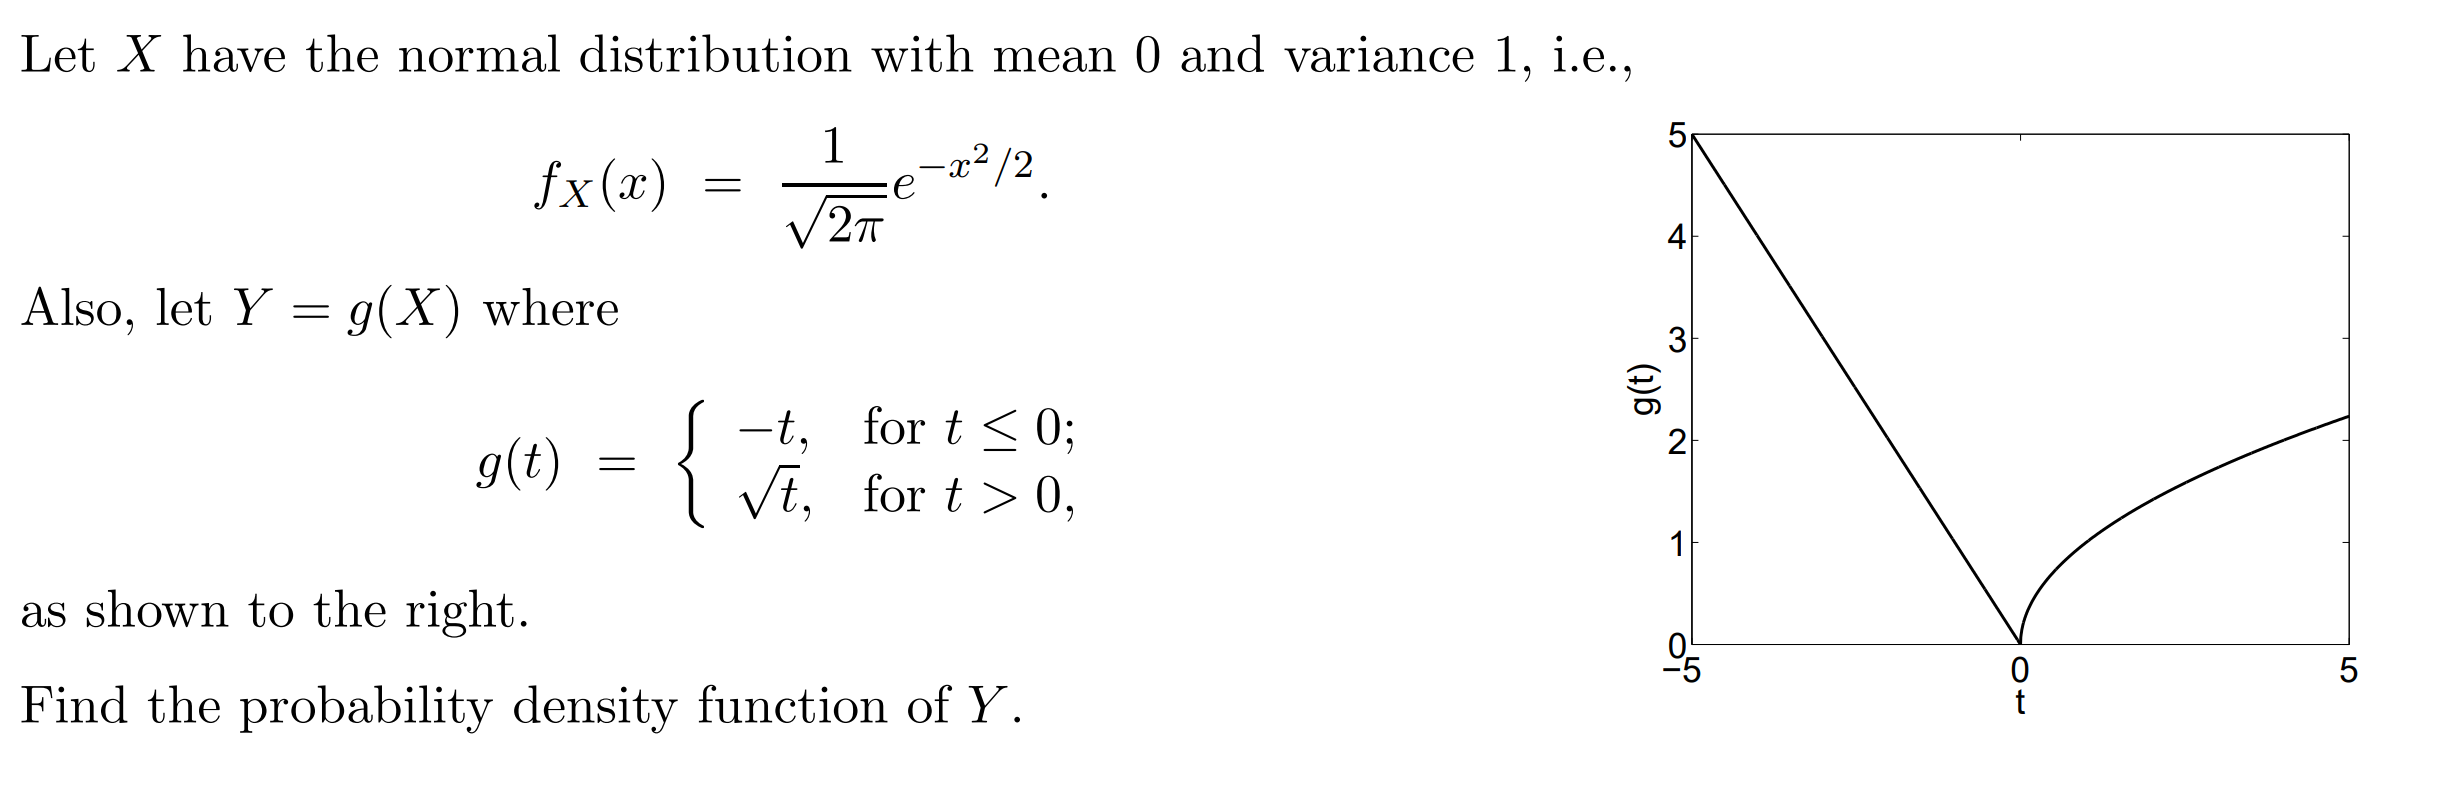 Let X have the normal distribution with mean 0 and variance 1, i.e.,
f_X(x) = \frac{1}{\sqrt{2\pi}} e^{-x^2/2}.
Also, let Y = g(X) where
g(t) = { −t, for t ≤ 0;
√t, for t > 0,
as shown to the right.
Find the probability density function of Y.
g(t)
5
4
3
2
1
0
−5 0 5
t